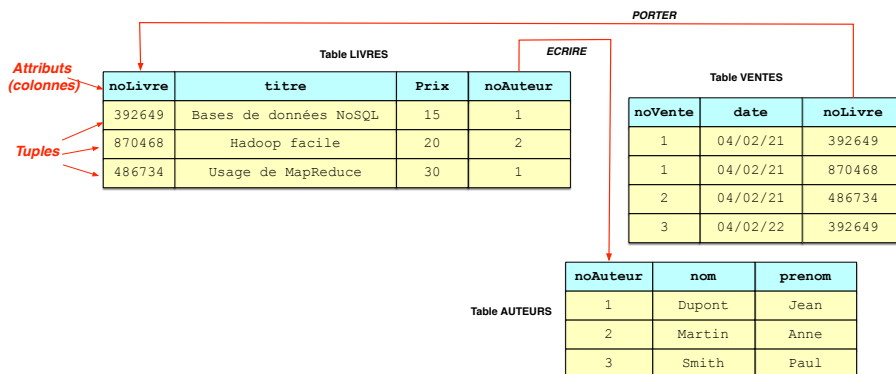 PORTER
Table LIVRES
ECRIRE
Attributs
(colonnes)
noLivre titre Prix noAuteur
392649 Bases de données NoSQL 15 1
870468 Hadoop facile 20 2
486734 Usage de MapReduce 30 1
Tuples
Table VENTES
noVente date noLivre
1 04/02/21 392649
1 04/02/21 870468
2 04/02/21 486734
3 04/02/22 392649
Table AUTEURS
noAuteur nom prenom
1 Dupont Jean
2 Martin Anne
3 Smith Paul